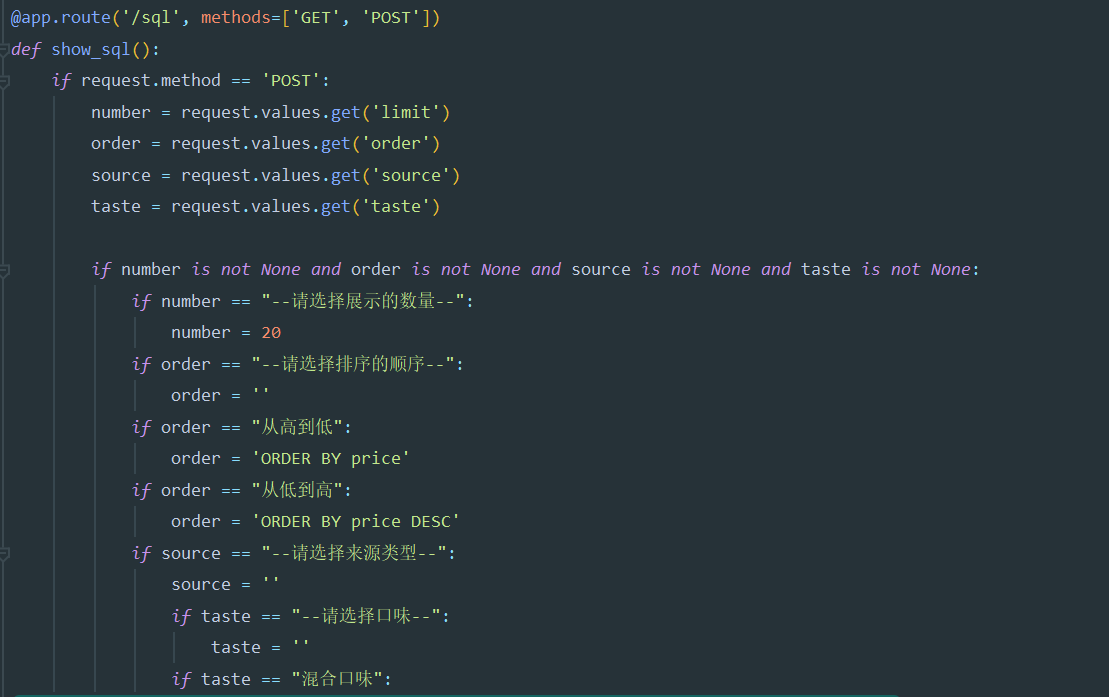 @app.route('/sql', methods=['GET', 'POST'])
def show_sql():
    if request.method == 'POST':
        number = request.values.get('limit')
        order = request.values.get('order')
        source = request.values.get('source')
        taste = request.values.get('taste')

        if number is not None and order is not None and source is not None and taste is not None:
            if number == "--请选择展示的数量--":
                number = 20
            if order == "--请选择排序的顺序--":
                order = ''
            if order == "从高到低":
                order = 'ORDER BY price'
            if order == "从低到高":
                order = 'ORDER BY price DESC'
            if source == "--请选择来源类型--":
                source = ''
                if taste == "--请选择口味--":
                    taste = ''
                if taste == "混合口味":